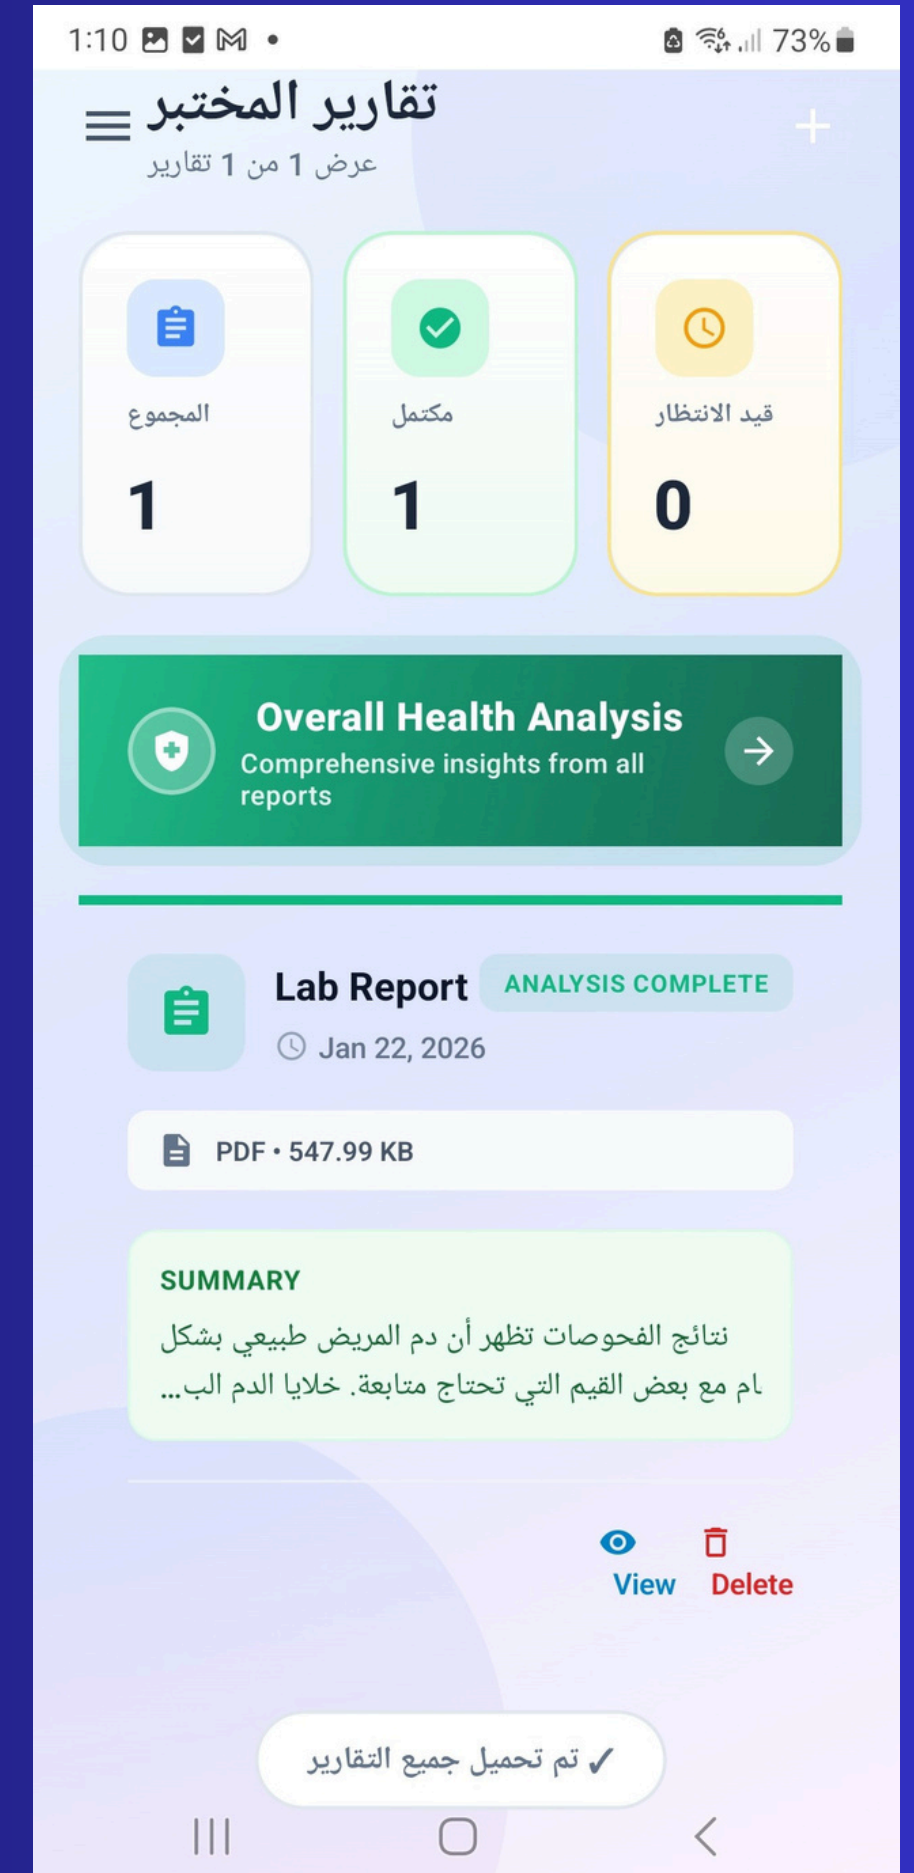 1:10
73%
تقارير المختبر
عرض 1 من 1 تقارير
المجموع
1
مكتمل
1
قيد الانتظار
0
Overall Health Analysis
Comprehensive insights from all
reports
Lab Report
ANALYSIS COMPLETE
Jan 22, 2026
PDF • 547.99 KB
SUMMARY
نتائج الفحوصات تظهر أن دم المريض طبيعي بشكل
ام مع بعض القيم التي تحتاج متابعة. خلايا الدم الب...
View
Delete
✓ تم تحميل جميع التقارير